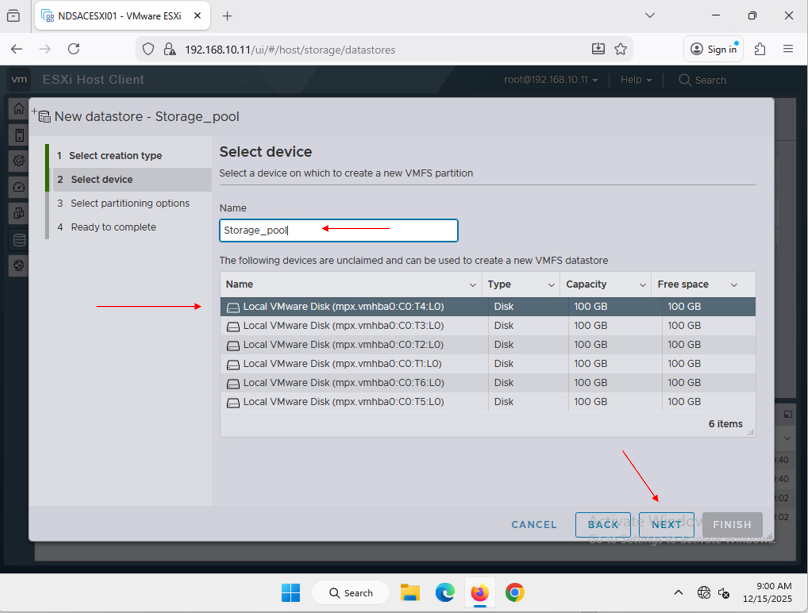 NDSACESXI01 - VMware ESXi
192.168.10.11/ui/#/host/storage/datastores
Sign in
vm ESXi Host Client root@192.168.10.11 Help Search
New datastore - Storage_pool
1 Select creation type
2 Select device
3 Select partitioning options
4 Ready to complete
Select device
Select a device on which to create a new VMFS partition
Name
Storage_pool
The following devices are unclaimed and can be used to create a new VMFS datastore
Name Type Capacity Free space
Local VMware Disk (mpx.vmhba0:C0:T4:L0) Disk 100 GB 100 GB
Local VMware Disk (mpx.vmhba0:C0:T3:L0) Disk 100 GB 100 GB
Local VMware Disk (mpx.vmhba0:C0:T2:L0) Disk 100 GB 100 GB
Local VMware Disk (mpx.vmhba0:C0:T1:L0) Disk 100 GB 100 GB
Local VMware Disk (mpx.vmhba0:C0:T6:L0) Disk 100 GB 100 GB
Local VMware Disk (mpx.vmhba0:C0:T5:L0) Disk 100 GB 100 GB
6 items
:40
:40
:02
:02
Activate Windows
CANCEL BACK NEXT FINISH
Go to Settings to activate Windows.
Search
9:00 AM
12/15/2025